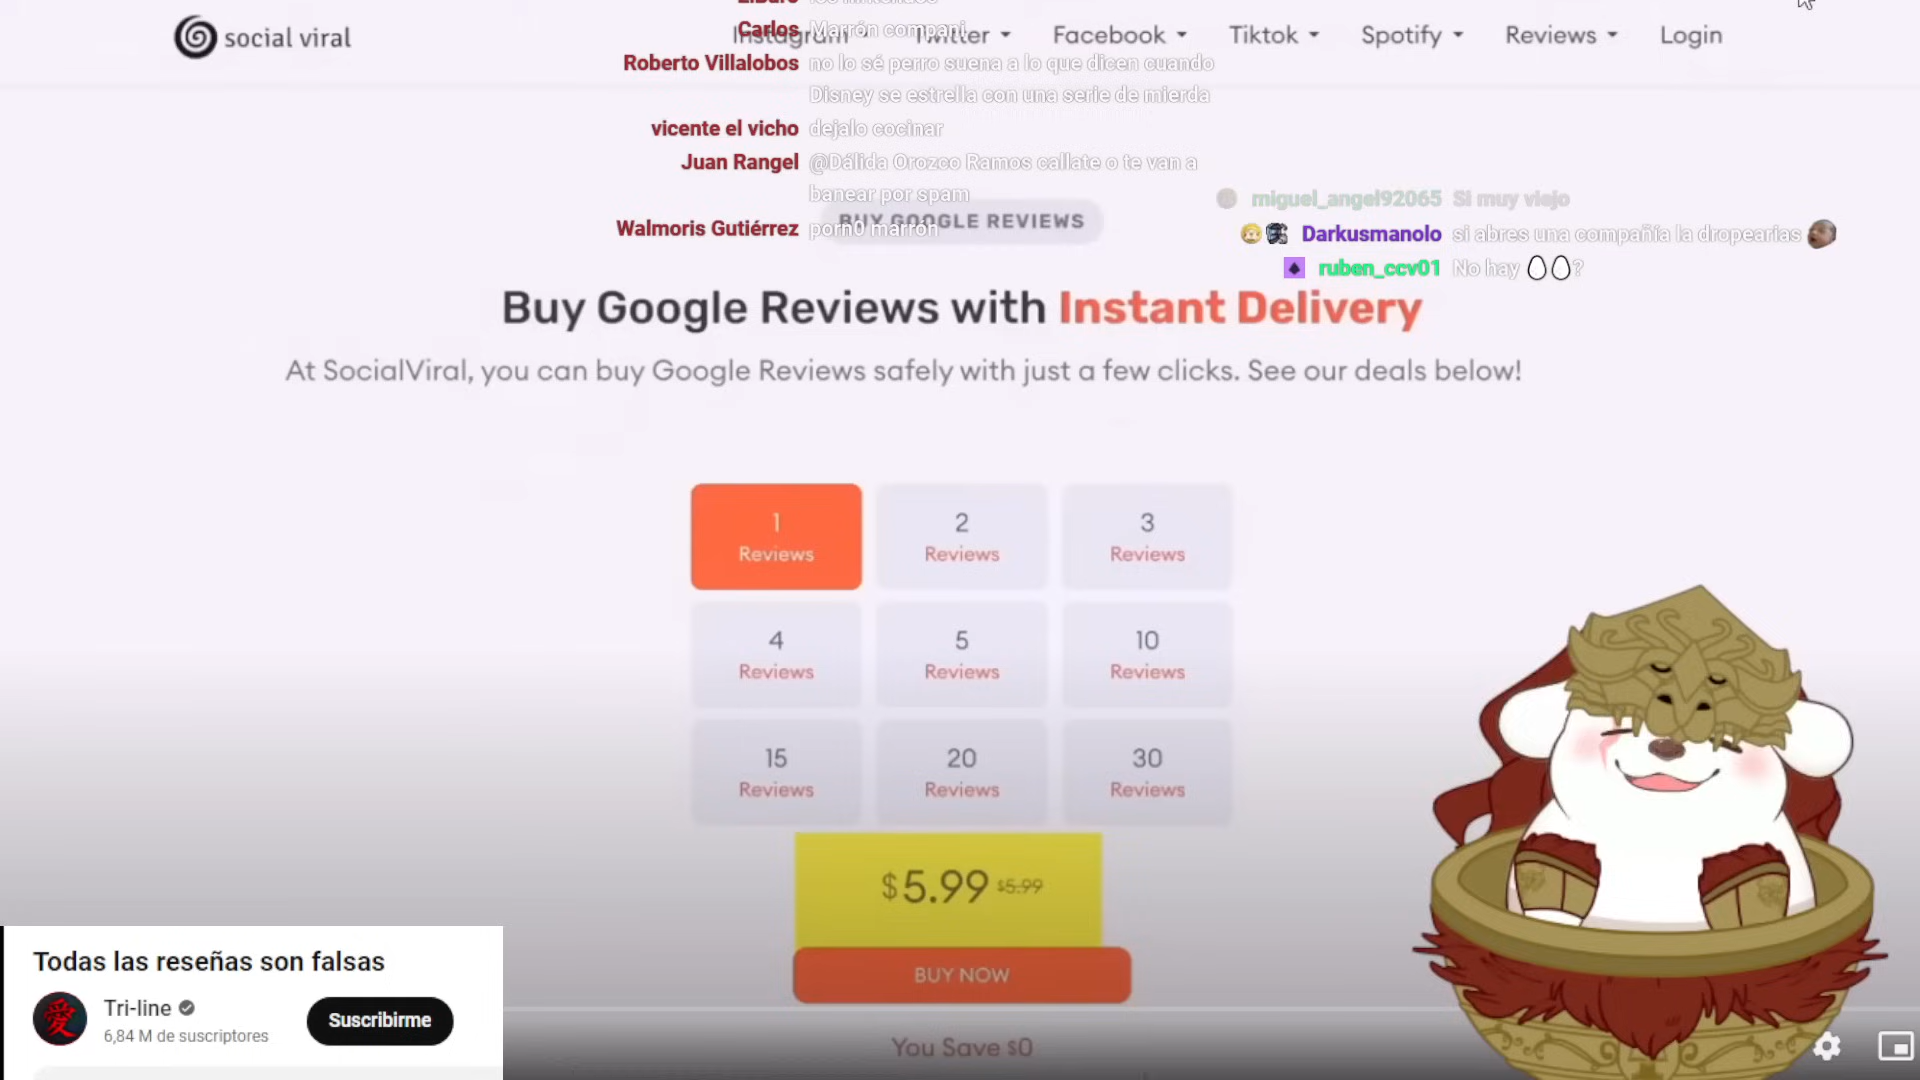 social viral
Instagram
Twitter
Facebook
Tiktok
Spotify
Reviews
Login
Carlos Marrón compani
Roberto Villalobos no lo sé perro suena a lo que dicen cuando
Disney se estrella con una serie de mierda
vicente el vicho dejalo cocinar
Juan Rangel @Dálida Orozco Ramos callate o te van a
banear por spam
Walmoris Gutiérrez porn0 marron
miguel_angel92065 Si muy viejo
Darkusmanolo si abres una compañía la dropearias
ruben_ccv01 No hay ?
BUY GOOGLE REVIEWS
Buy Google Reviews with Instant Delivery
At SocialViral, you can buy Google Reviews safely with just a few clicks. See our deals below!
1
Reviews
2
Reviews
3
Reviews
4
Reviews
5
Reviews
10
Reviews
15
Reviews
20
Reviews
30
Reviews
$5.99 $5.99
BUY NOW
You Save $0
Todas las reseñas son falsas
愛
Tri-line
6,84 M de suscriptores
Suscribirme